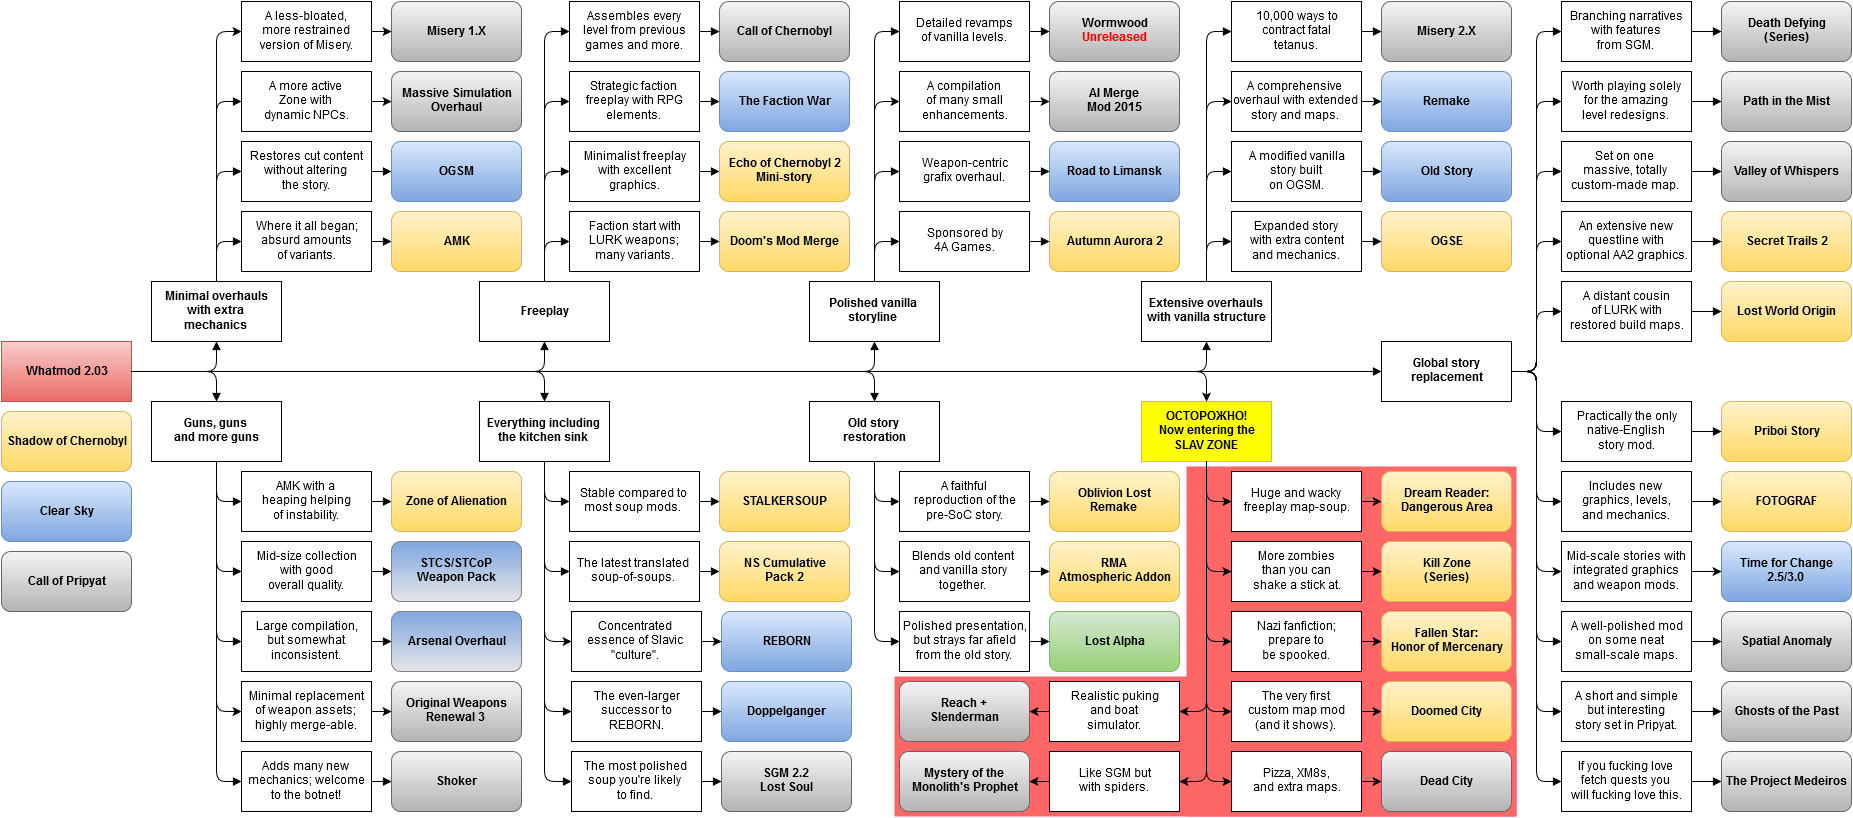 A less-bloated,
more restrained
version of Misery.
Misery 1.X
A more active
Zone with
dynamic NPCs.
Massive Simulation
Overhaul
Restores cut content
without altering
the story.
OGSM
Where it all began;
absurd amounts
of variants.
AMK
Minimal overhauls
with extra
mechanics
Assembles every
level from previous
games and more.
Call of Chernobyl
Strategic faction
freeplay with RPG
elements.
The Faction War
Minimalist freeplay
with excellent
graphics.
Echo of Chernobyl 2
Mini-story
Faction start with
LURK weapons;
many variants.
Doom's Mod Merge
Freeplay
Detailed revamps
of vanilla levels.
Wormwood
Unreleased
A compilation
of many small
enhancements.
AI Merge
Mod 2015
Weapon-centric
grafix overhaul.
Road to Limansk
Sponsored by
4A Games.
Autumn Aurora 2
Polished vanilla
storyline
10,000 ways to
contract fatal
tetanus.
Misery 2.X
A comprehensive
overhaul with extended
story and maps.
Remake
A modified vanilla
story built
on OGSM.
Old Story
Expanded story
with extra content
and mechanics.
OGSE
Extensive overhauls
with vanilla structure
Branching narratives
with features
from SGM.
Death Defying
(Series)
Worth playing solely
for the amazing
level redesigns.
Path in the Mist
Set on one
massive, totally
custom-made map.
Valley of Whispers
An extensive new
questline with
optional AA2 graphics.
Secret Trails 2
A distant cousin
of LURK with
restored build maps.
Lost World Origin
Whatmod 2.03
Global story
replacement
Shadow of Chernobyl
Clear Sky
Call of Pripyat
Guns, guns
and more guns
AMK with a
heaping helping
of instability.
Zone of Alienation
Mid-size collection
with good
overall quality.
STCS/STCoP
Weapon Pack
Large compilation,
but somewhat
inconsistent.
Arsenal Overhaul
Minimal replacement
of weapon assets;
highly merge-able.
Original Weapons
Renewal 3
Adds many new
mechanics; welcome
to the botnet!
Shoker
Everything including
the kitchen sink
Stable compared to
most soup mods.
STALKERSOUP
The latest translated
soup-of-soups.
NS Cumulative
Pack 2
Concentrated
essence of Slavic
"culture".
REBORN
The even-larger
successor to
REBORN.
Doppelganger
The most polished
soup you're likely
to find.
SGM 2.2
Lost Soul
Old story
restoration
A faithful
reproduction of the
pre-SoC story.
Oblivion Lost
Remake
Blends old content
and vanilla story
together.
RMA
Atmospheric Addon
Polished presentation,
but strays far afield
from the old story.
Lost Alpha
ОСТОРОЖНО!
Now entering the
SLAV ZONE
Huge and wacky
freeplay map-soup.
Dream Reader:
Dangerous Area
More zombies
than you can
shake a stick at.
Kill Zone
(Series)
Nazi fanfiction;
prepare to
be spooked.
Fallen Star:
Honor of Mercenary
Reach +
Slenderman
Realistic puking
and boat
simulator.
The very first
custom map mod
(and it shows).
Doomed City
Mystery of the
Monolith's Prophet
Like SGM but
with spiders.
Pizza, XM8s,
and extra maps.
Dead City
Practically the only
native-English
story mod.
Priboi Story
Includes new
graphics, levels,
and mechanics.
FOTOGRAF
Mid-scale stories with
integrated graphics
and weapon mods.
Time for Change
2.5/3.0
A well-polished mod
on some neat
small-scale maps.
Spatial Anomaly
A short and simple
but interesting
story set in Pripyat.
Ghosts of the Past
If you fucking love
fetch quests you
will fucking love this.
The Project Medeiros